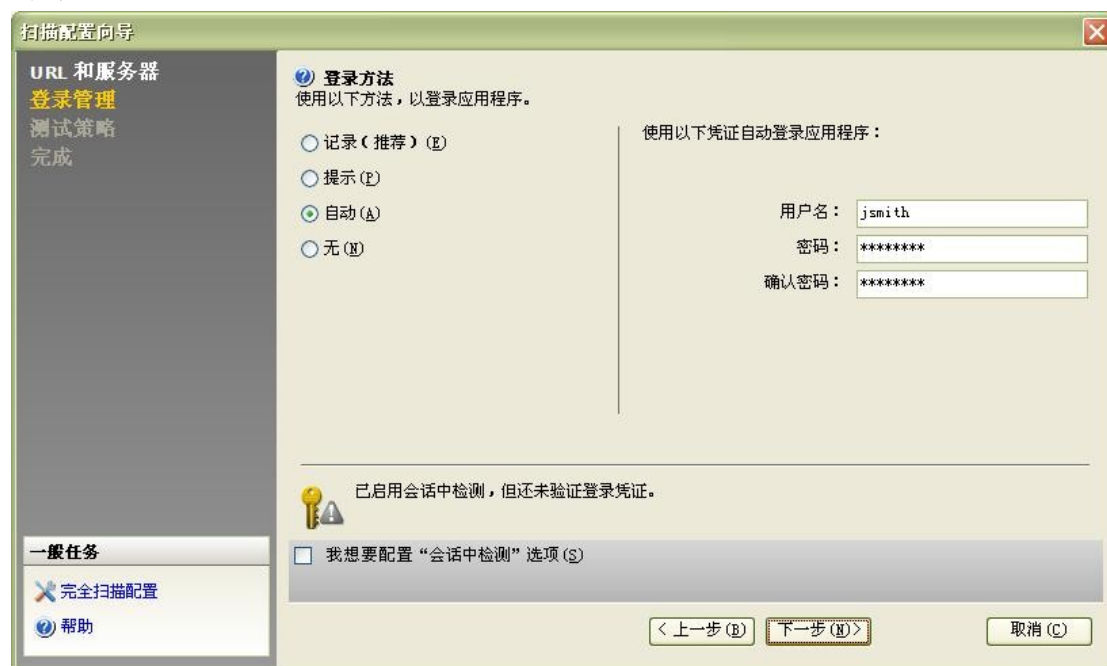 扫描配置向导
URL 和服务器
登录管理
测试策略
完成
登录方法
使用以下方法，以登录应用程序。
记录(推荐)(E)
提示(P)
自动(A)
无(N)
使用以下凭证自动登录应用程序：
用户名： jsmith
密码： ********
确认密码： ********
已启用会话中检测，但还未验证登录凭证。
我想要配置“会话中检测”选项(S)
一般任务
完全扫描配置
帮助
< 上一步(B) 下一步(N)> 取消(C)